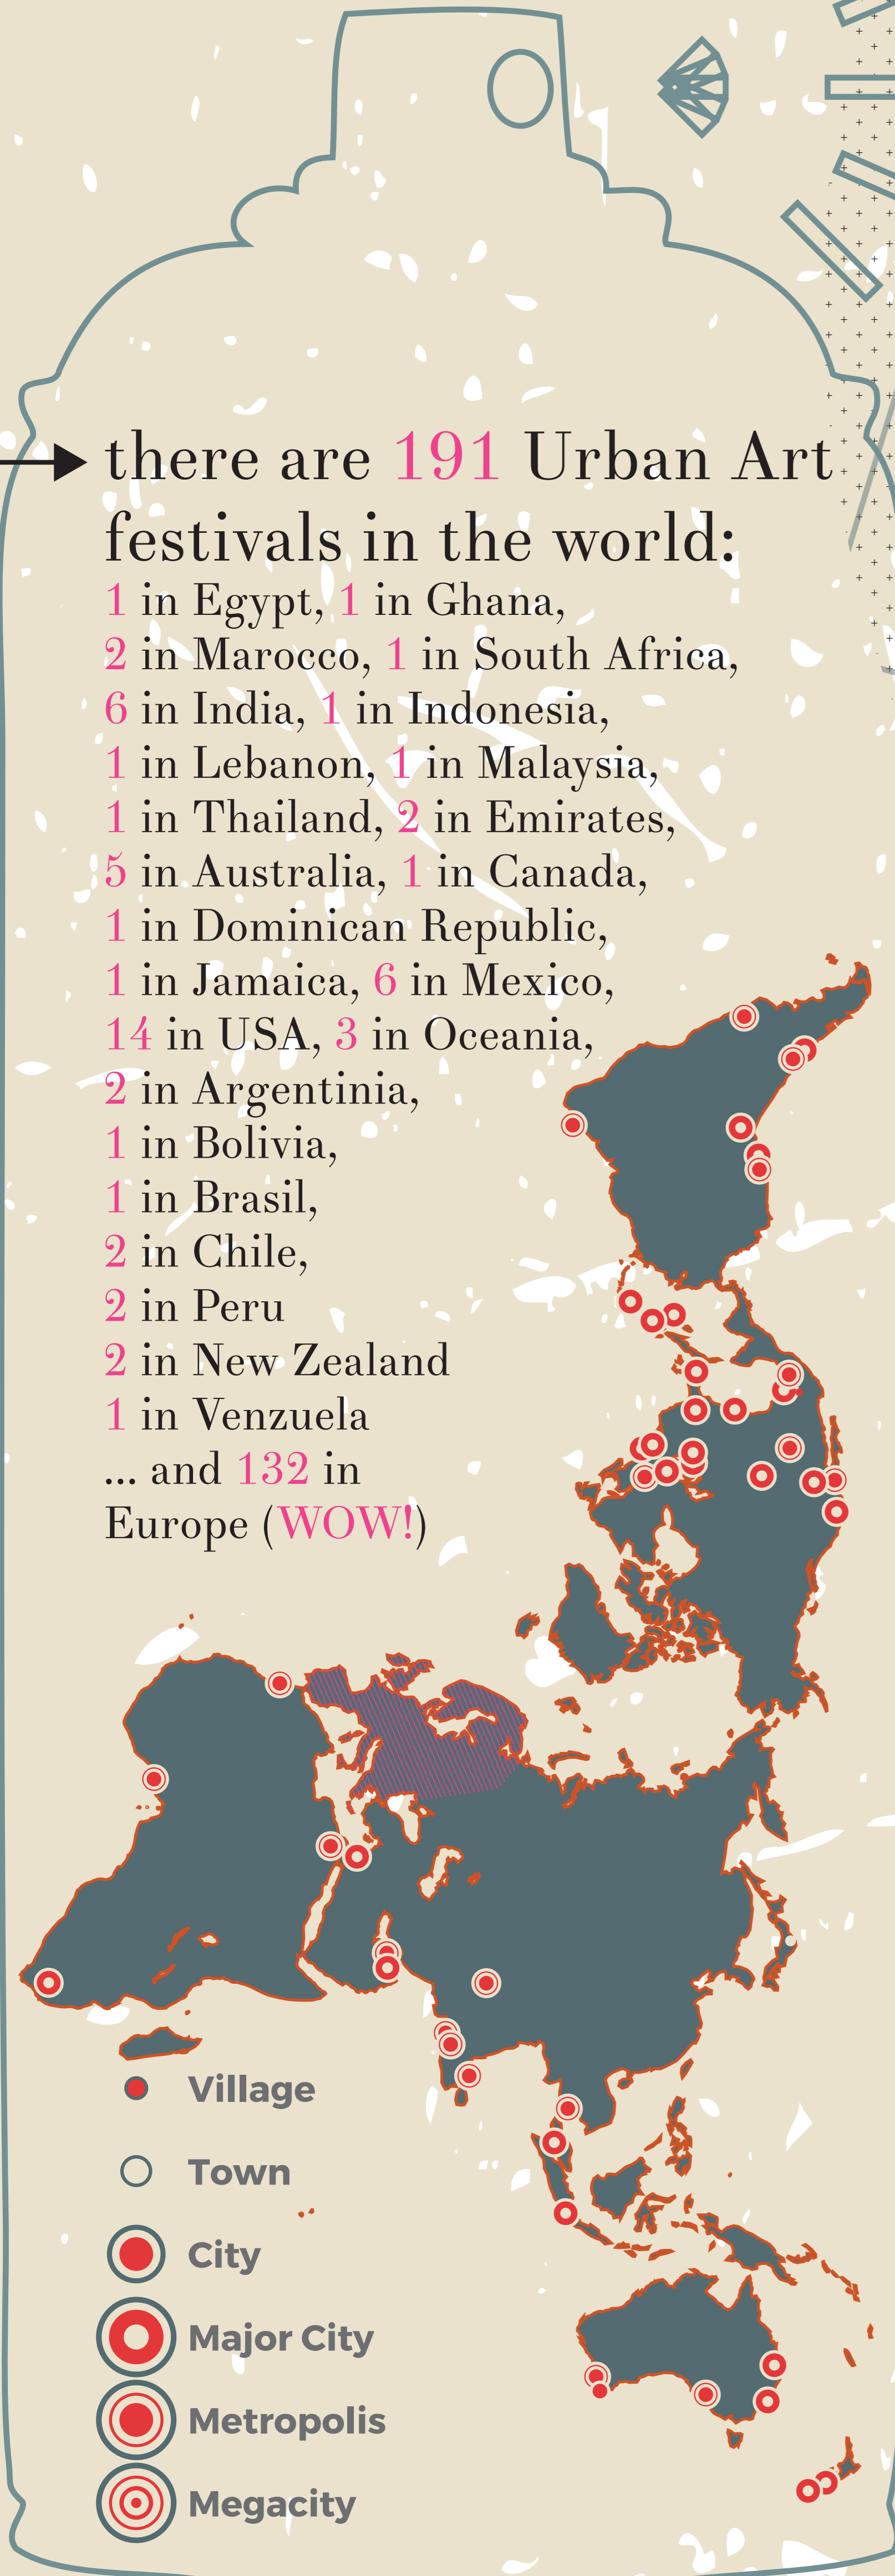 there are 191 Urban Art
festivals in the world:
1 in Egypt, 1 in Ghana,
2 in Marocco, 1 in South Africa,
6 in India, 1 in Indonesia,
1 in Lebanon, 1 in Malaysia,
1 in Thailand, 2 in Emirates,
5 in Australia, 1 in Canada,
1 in Dominican Republic,
1 in Jamaica, 6 in Mexico,
14 in USA, 3 in Oceania,
2 in Argentinia,
1 in Bolivia,
1 in Brasil,
2 in Chile,
2 in Peru
2 in New Zealand
1 in Venzuela
... and 132 in
Europe (WOW!)
Village
Town
City
Major City
Metropolis
Megacity